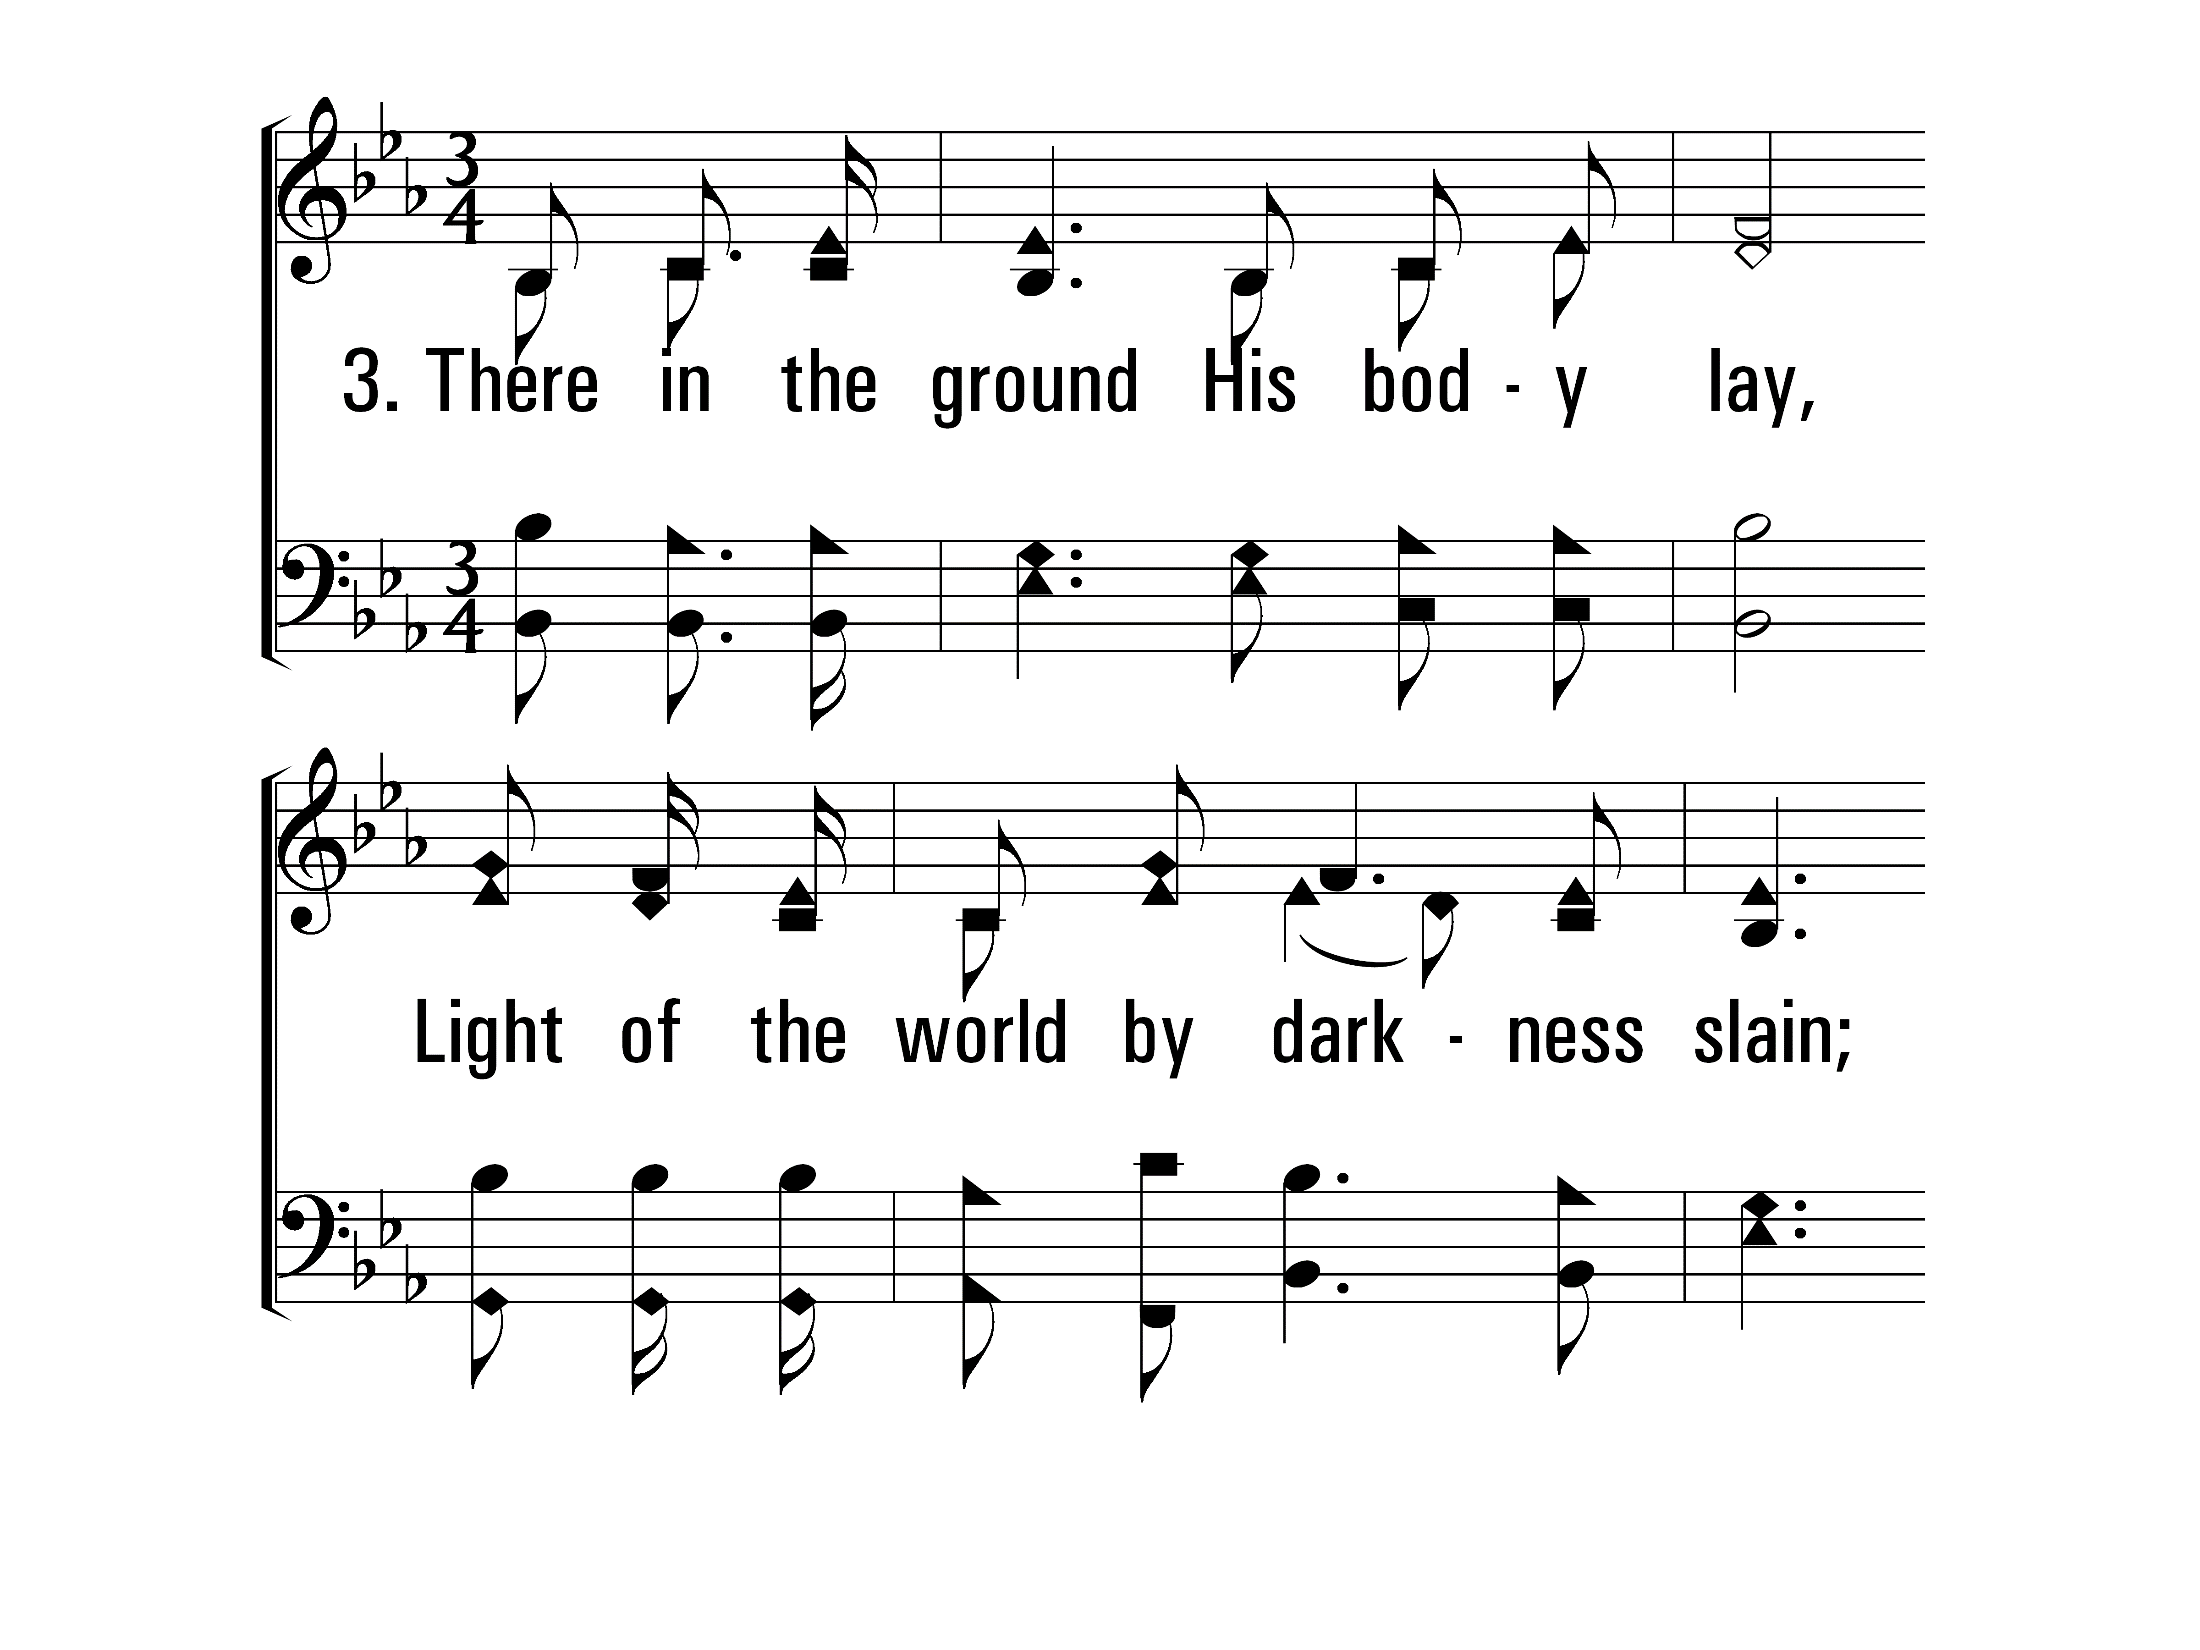 3. There in the ground His bod - y lay,
Light of the world by dark - ness slain;